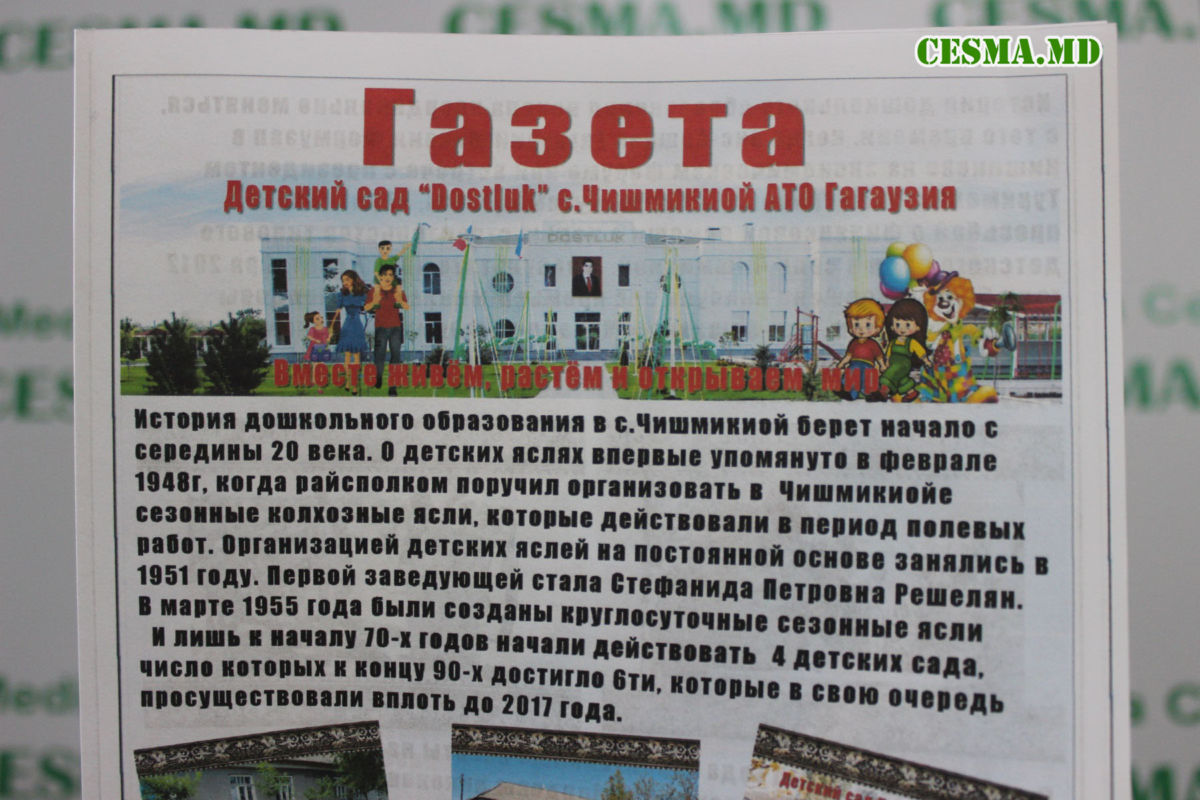 CESMA.MD
Газета
Детский сад “Dostluk" с.Чишмикиой АТО Гагаузия
DOSTLUK
Вместе живём, растём и открываем мир
История дошкольного образования в с.Чишмикиой берет начало с
середины 20 века. О детских яслях впервые упомянуто в феврале
1948г, когда райсполком поручил организовать в Чишмикиойе
сезонные колхозные ясли, которые действовали в период полевых
работ. Организацией детских яслей на постоянной основе занялись в
1951 году. Первой заведующей стала Стефанида Петровна Решелян.
В марте 1955 года были созданы круглосуточные сезонные ясли
И лишь к началу 70-х годов начали действовать 4 детских сада,
число которых к концу 90-х достигло 6ти, которые в свою очередь
просуществовали вплоть до 2017 года.
Детский сад